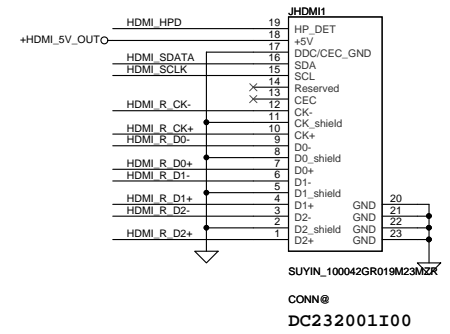 JHDMI1
HDMI_HPD 19 HP_DET
+HDMI_5V_OUT 18 +5V
17 DDC/CEC_GND
HDMI_SDATA 16 SDA
HDMI_SCLK 15 SCL
14 Reserved
13 CEC
HDMI_R_CK- 12 CK-
11 CK_shield
HDMI_R_CK+ 10 CK+
HDMI_R_D0- 9 D0-
8 D0_shield
HDMI_R_D0+ 7 D0+
HDMI_R_D1- 6 D1-
5 D1_shield
HDMI_R_D1+ 4 D1+ GND 20
HDMI_R_D2- 3 D2- GND 21
2 D2_shield GND 22
HDMI_R_D2+ 1 D2+ GND 23
SUYIN_100042GR019M23MZR
CONN@
DC232001I00